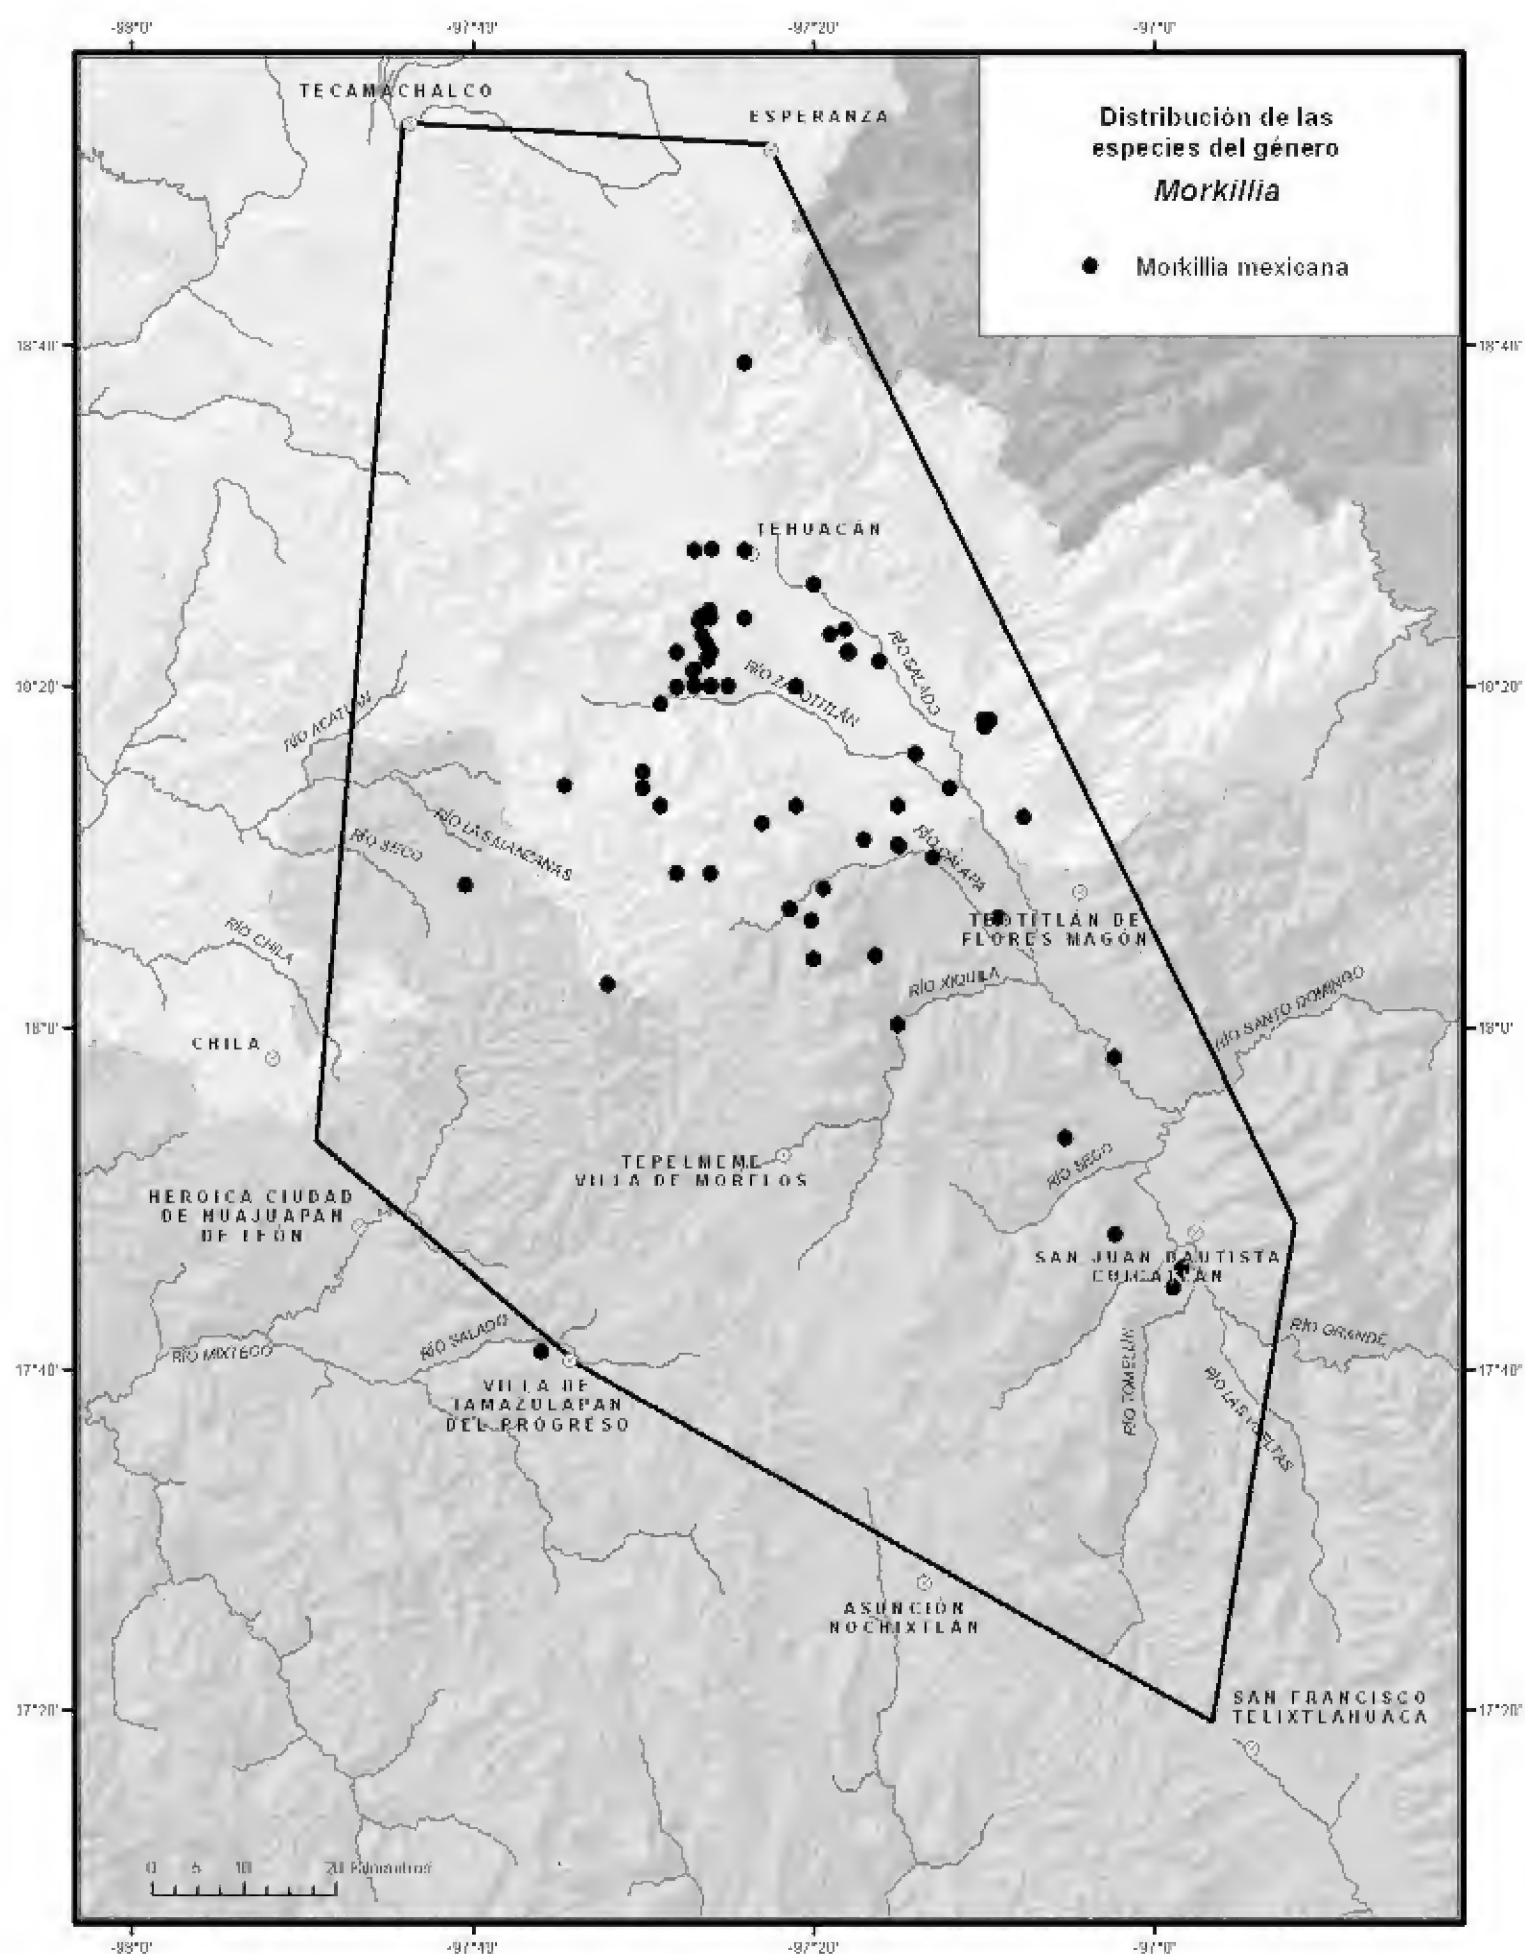 -98°0'
-97°40'
-97°20'
-97°0'
TECAMACHALCO
ESPERANZA
Distribución de las
especies del género
Morkillia
Morkillia mexicana
18°40'
18°40'
TEHUACÁN
RÍO SALADO
RÍO ZAPOTITLÁN
18°20'
18°20'
RÍO ACATLÁN
RÍO LAS MANZANAS
RÍO SECO
RÍO CALAPA
TEOTITLÁN DE
FLORES MAGÓN
RÍO CHILA
RÍO XIQUILA
RÍO SANTO DOMINGO
18°0'
18°0'
CHILA
TEPELMEME
VILLA DE MORELOS
RÍO SECO
HEROICA CIUDAD
DE HUAJUAPAN
DE LEÓN
SAN JUAN BAUTISTA
CUICATLÁN
RÍO MIXTECO
RÍO SALADO
RÍO GRANDE
17°40'
17°40'
RÍO TOMELLÍN
RÍO LAS VUELTAS
VILLA DE
TAMAZULAPAN
DEL PROGRESO
ASUNCIÓN
NOCHIXTLÁN
17°20'
17°20'
SAN FRANCISCO
TELIXTLAHUACA
0 5 10 20 Kilometros
-98°0'
-97°40'
-97°20'
-97°0'